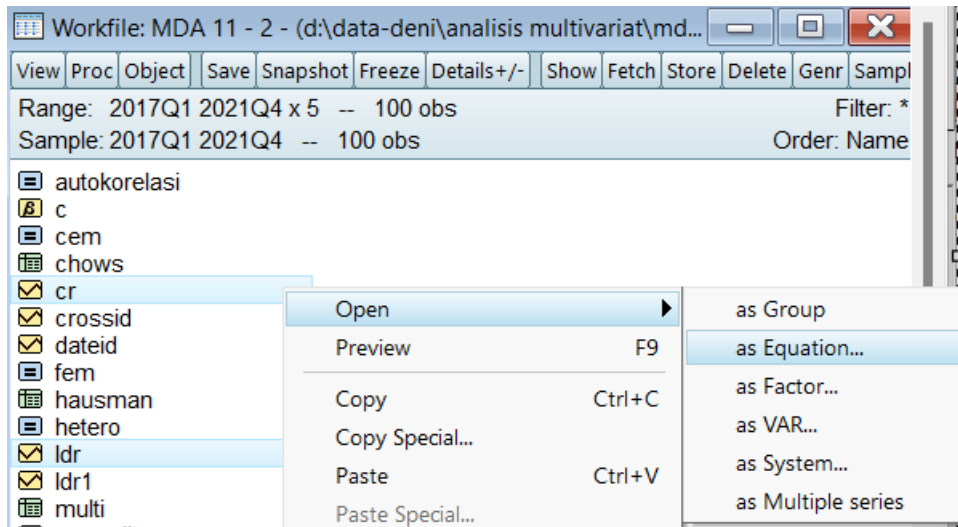 Workfile: MDA 11 - 2 - (d:\data-deni\analisis multivariat\md...
View Proc Object Save Snapshot Freeze Details+/- Show Fetch Store Delete Genr Sampl
Range: 2017Q1 2021Q4 x 5 -- 100 obs Filter: *
Sample: 2017Q1 2021Q4 -- 100 obs Order: Name
autokorelasi
β c
cem
chows
cr
crossid
dateid
fem
hausman
hetero
ldr
ldr1
multi
Open
Preview F9
Copy Ctrl+C
Copy Special...
Paste Ctrl+V
Paste Special...
as Group
as Equation...
as Factor...
as VAR...
as System...
as Multiple series